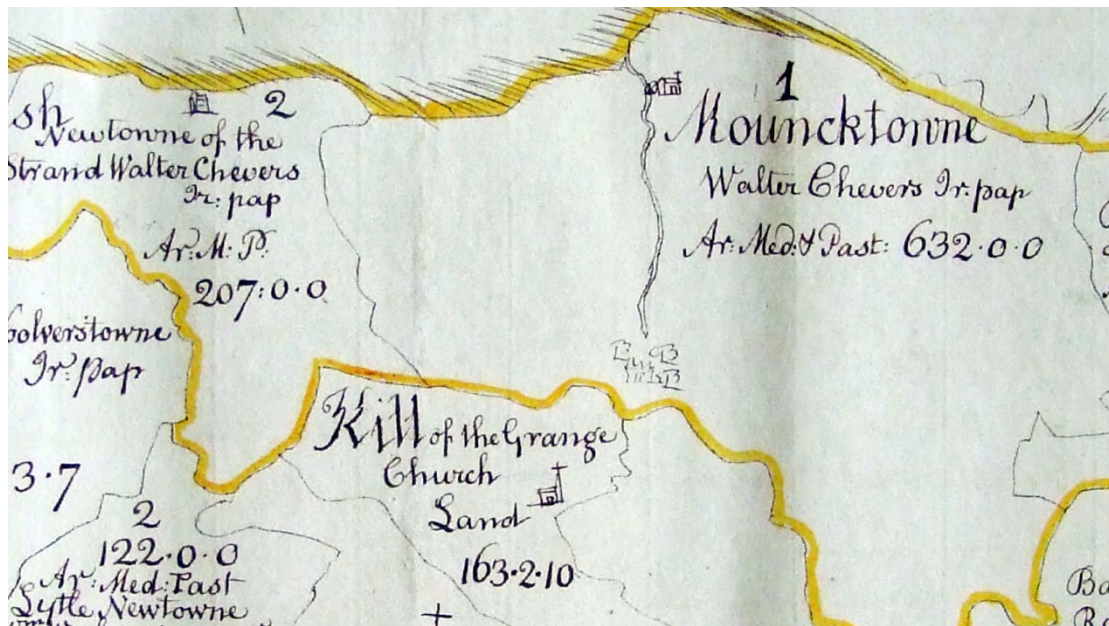 2
Newtowne of the
Strand Walter Chevers
Ir: pap
Ar: M: P.
207:0·0
1
Mouncktowne
Walter Chevers Ir: pap
Ar: Med: & Past: 632·0·0
Ir: pap
3·7
Kill of the Grange
Church
Land
163·2·10
2
122·0·0
Ar: Med: Past
Lytle Newtowne